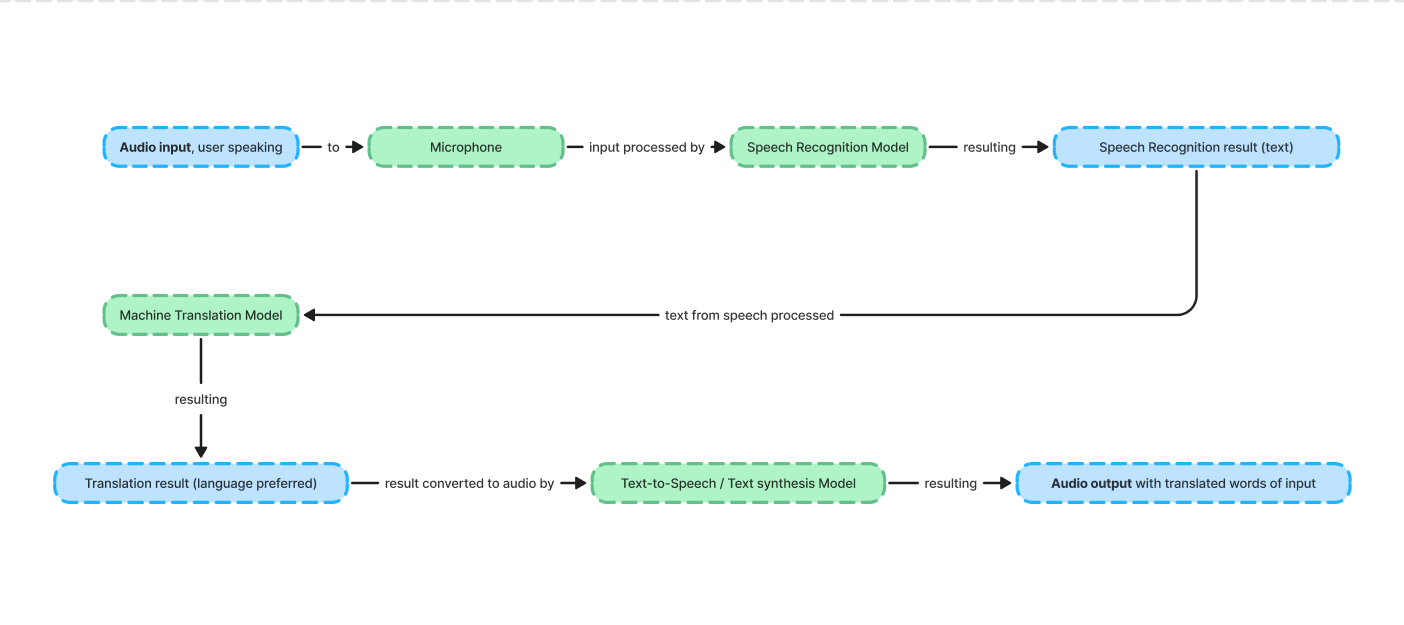 Audio input, user speaking
to
Microphone
input processed by
Speech Recognition Model
resulting
Speech Recognition result (text)
text from speech processed
Machine Translation Model
resulting
Translation result (language preferred)
result converted to audio by
Text-to-Speech / Text synthesis Model
resulting
Audio output with translated words of input